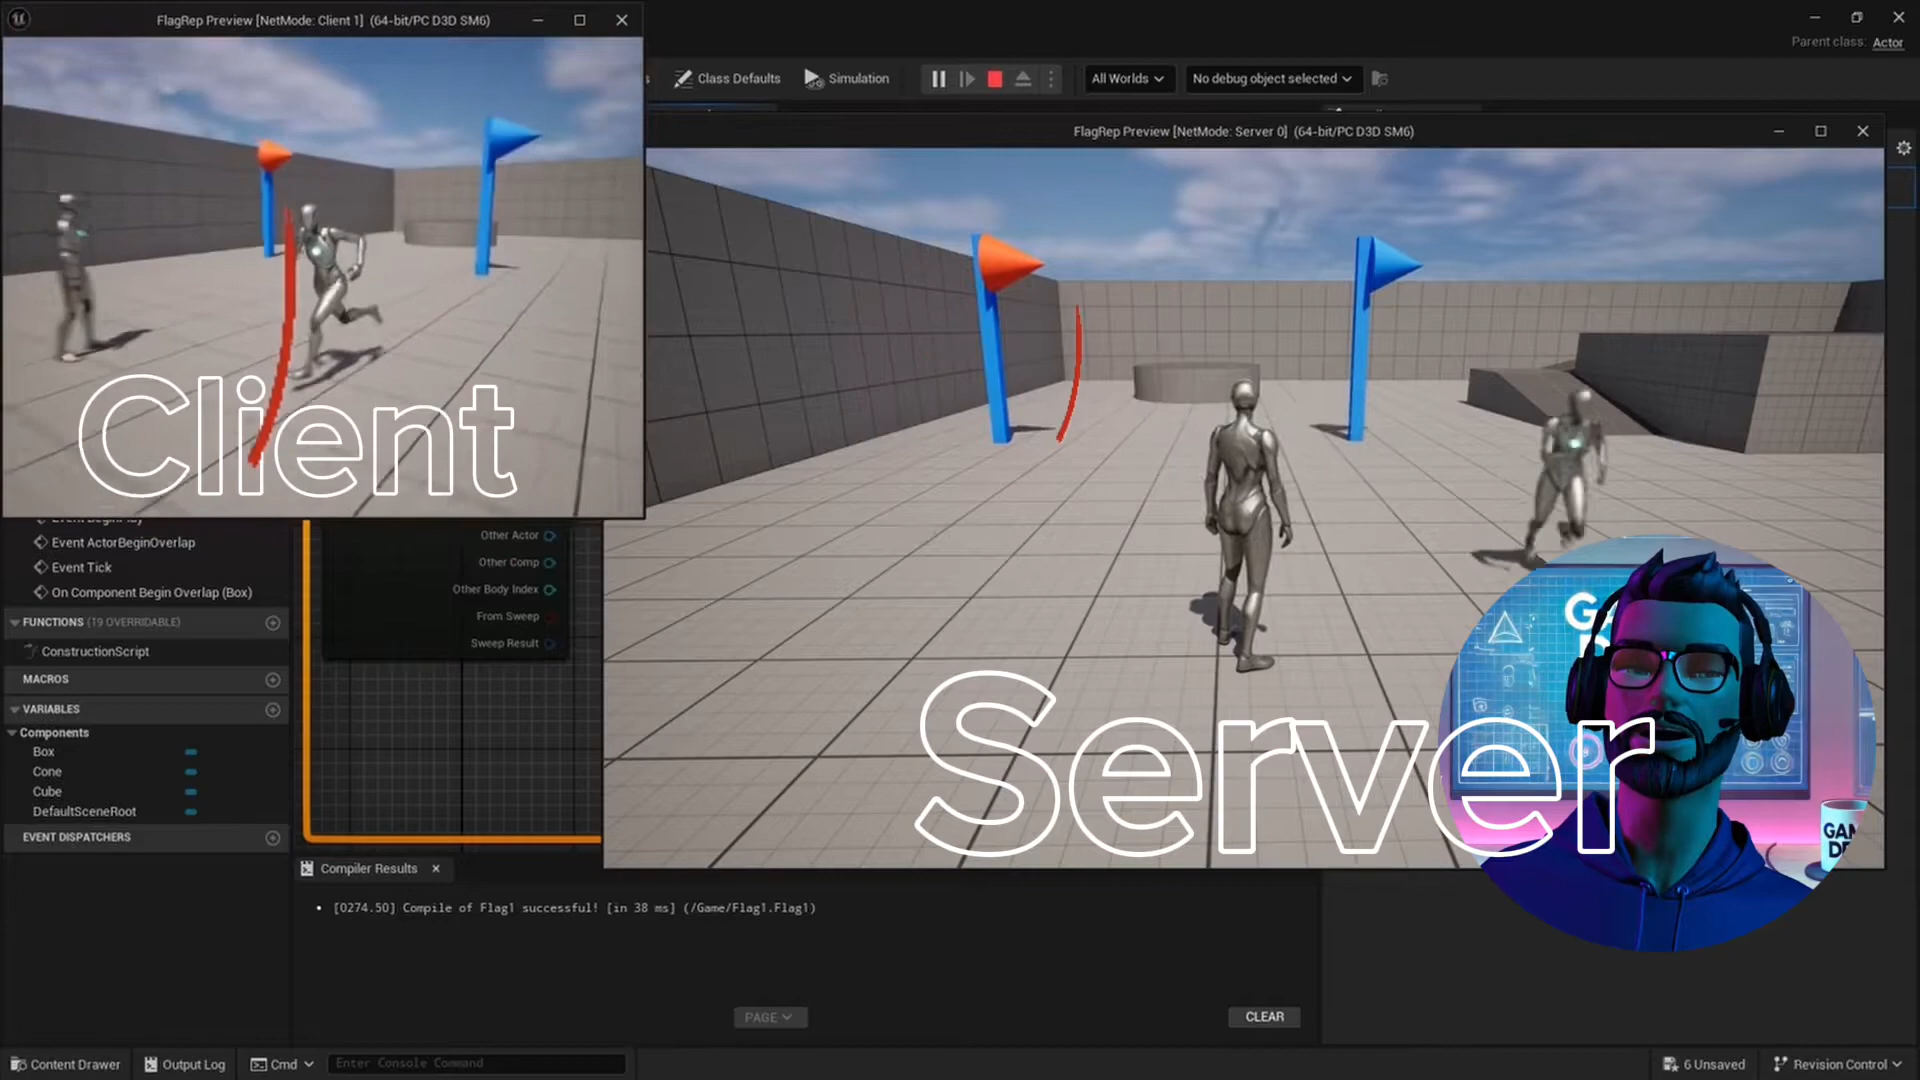 FlagRep Preview [NetMode: Client 1] (64-bit/PC D3D SM6)
Parent class: Actor
Class Defaults
Simulation
All Worlds
No debug object selected
FlagRep Preview [NetMode: Server 0] (64-bit/PC D3D SM6)
Client
Server
Event ActorBeginOverlap
Event Tick
On Component Begin Overlap (Box)
FUNCTIONS (19 OVERRIDABLE)
ConstructionScript
MACROS
VARIABLES
Components
Box
Cone
Cube
DefaultSceneRoot
EVENT DISPATCHERS
Other Actor
Other Comp
Other Body Index
From Sweep
Sweep Result
Compiler Results
[0274.50] Compile of Flag1 successful! [in 38 ms] (/Game/Flag1.Flag1)
PAGE
CLEAR
Content Drawer
Output Log
Cmd
Enter Console Command
6 Unsaved
Revision Control